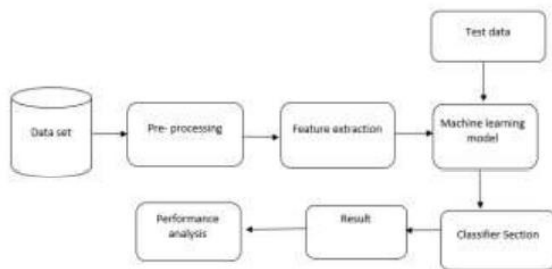 Test data
Data set
Pre- processing
Feature extraction
Machine learning
model
Performance
analysis
Result
Classifier Section